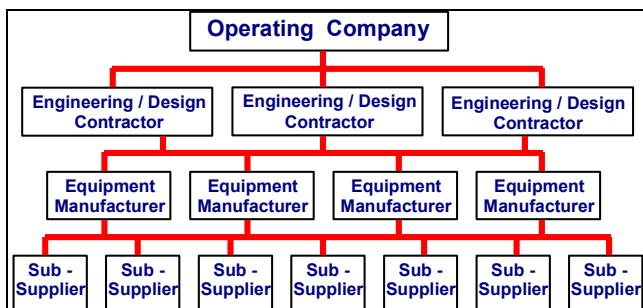 Operating Company
Engineering / Design
Contractor
Engineering / Design
Contractor
Engineering / Design
Contractor
Equipment
Manufacturer
Equipment
Manufacturer
Equipment
Manufacturer
Equipment
Manufacturer
Sub -
Supplier
Sub -
Supplier
Sub -
Supplier
Sub -
Supplier
Sub -
Supplier
Sub -
Supplier
Sub -
Supplier